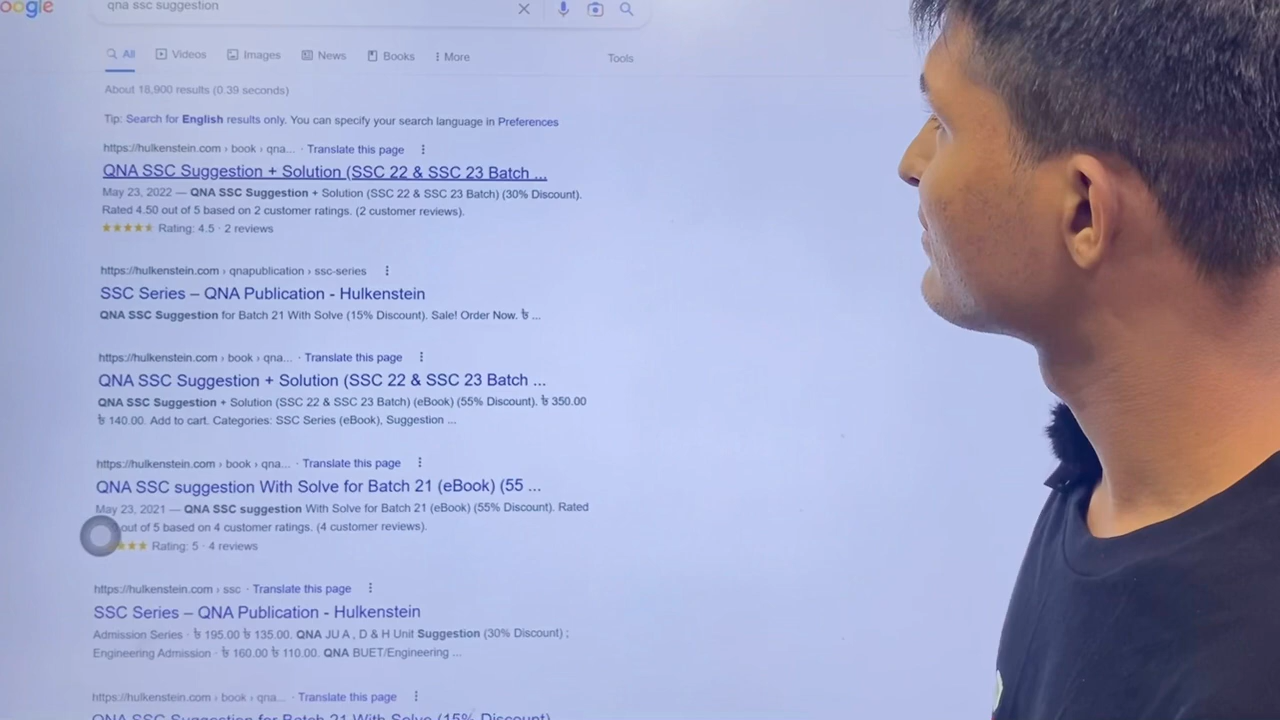 oogle
qna ssc suggestion
All Videos Images News Books More Tools
About 18,900 results (0.39 seconds)
Tip: Search for English results only. You can specify your search language in Preferences
https://hulkenstein.com › book › qna... · Translate this page
QNA SSC Suggestion + Solution (SSC 22 & SSC 23 Batch ...
May 23, 2022 — QNA SSC Suggestion + Solution (SSC 22 & SSC 23 Batch) (30% Discount).
Rated 4.50 out of 5 based on 2 customer ratings. (2 customer reviews).
Rating: 4.5 · 2 reviews
https://hulkenstein.com › qnapublication › ssc-series
SSC Series – QNA Publication - Hulkenstein
QNA SSC Suggestion for Batch 21 With Solve (15% Discount). Sale! Order Now. ৳ ...
https://hulkenstein.com › book › qna... · Translate this page
QNA SSC Suggestion + Solution (SSC 22 & SSC 23 Batch ...
QNA SSC Suggestion + Solution (SSC 22 & SSC 23 Batch) (eBook) (55% Discount). ৳ 350.00
৳ 140.00. Add to cart. Categories: SSC Series (eBook), Suggestion ...
https://hulkenstein.com › book › qna... · Translate this page
QNA SSC suggestion With Solve for Batch 21 (eBook) (55 ...
May 23, 2021 — QNA SSC suggestion With Solve for Batch 21 (eBook) (55% Discount). Rated
out of 5 based on 4 customer ratings. (4 customer reviews).
Rating: 5 · 4 reviews
https://hulkenstein.com › ssc · Translate this page
SSC Series – QNA Publication - Hulkenstein
Admission Series · ৳ 195.00 ৳ 135.00. QNA JU A , D & H Unit Suggestion (30% Discount) ;
Engineering Admission · ৳ 160.00 ৳ 110.00. QNA BUET/Engineering ...
https://hulkenstein.com › book › qna... · Translate this page
QNA SSC Suggestion for Batch 21 With Solve (15% Discount)